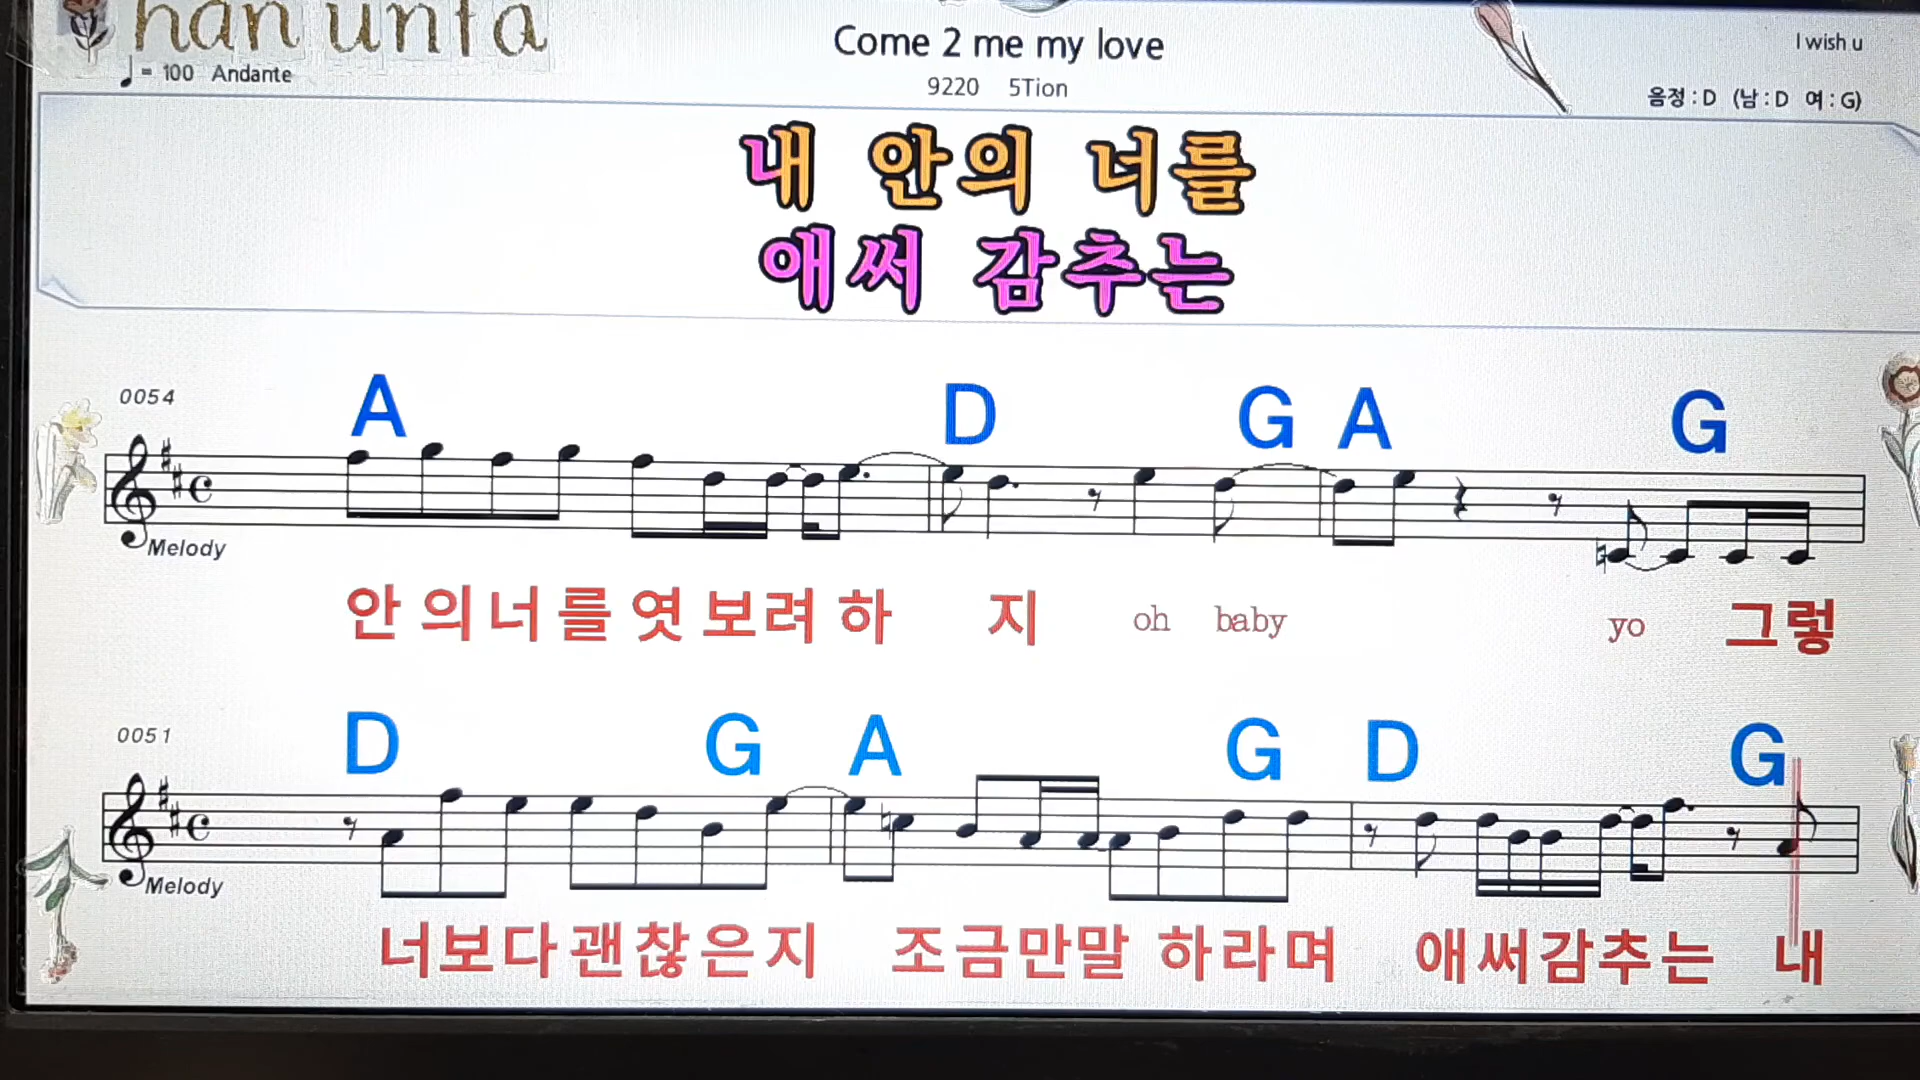 han unta
Come 2 me my love
I wish u
♩= 100 Andante
9220 5Tion
음정 : D (남 : D 여 : G)
내 안의 너를
애써 감추는
0054
A D G A G
Melody
안 의 너 를 엿 보 려 하 지 oh baby yo 그 렇
0051
D G A G D G
Melody
너 보 다 괜 찮 은 지 조 금 만 말 하 라 며 애 써 감 추 는 내